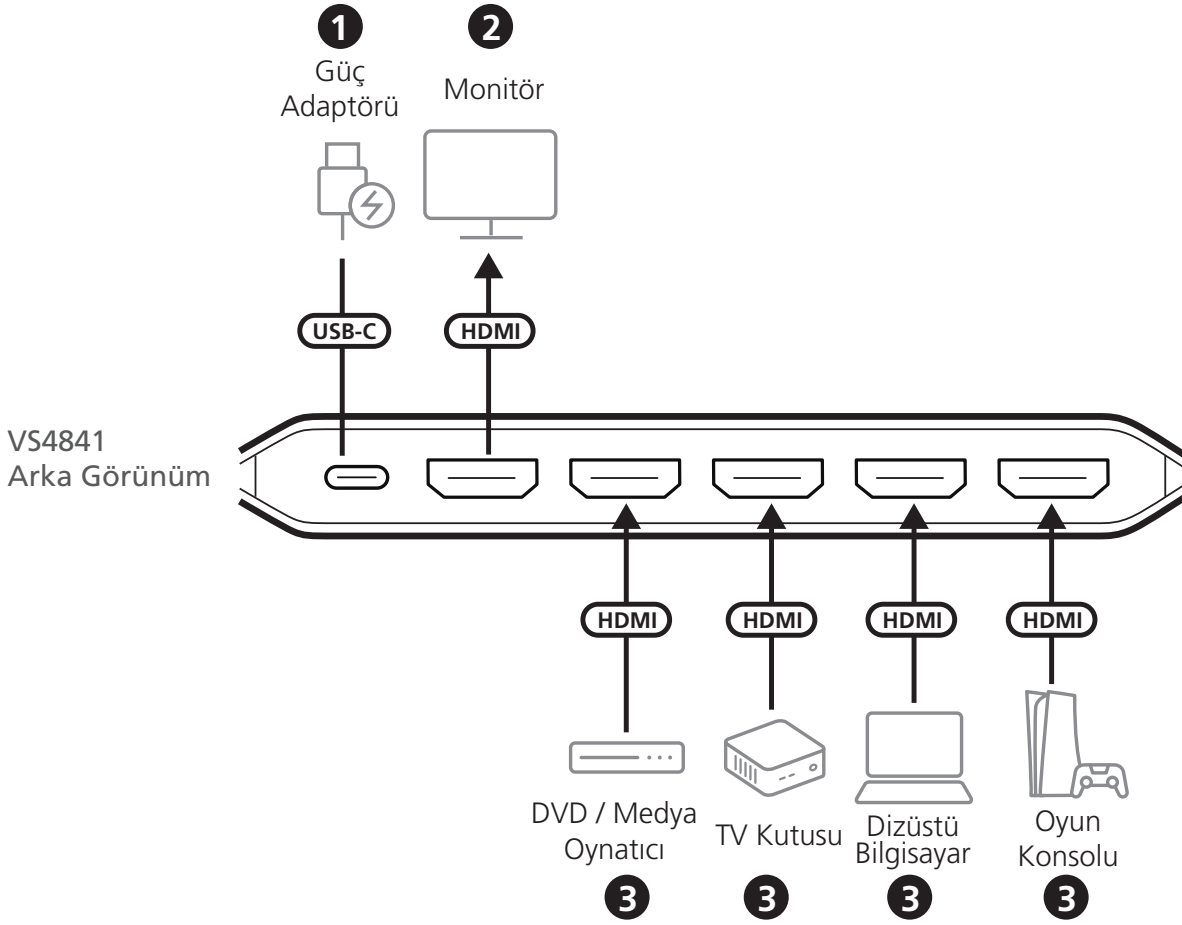 1
Güç
Adaptörü
2
Monitör
USB-C
HDMI
VS4841
Arka Görünüm
HDMI
HDMI
HDMI
HDMI
DVD / Medya
Oynatıcı
3
TV Kutusu
3
Dizüstü
Bilgisayar
3
Oyun
Konsolu
3